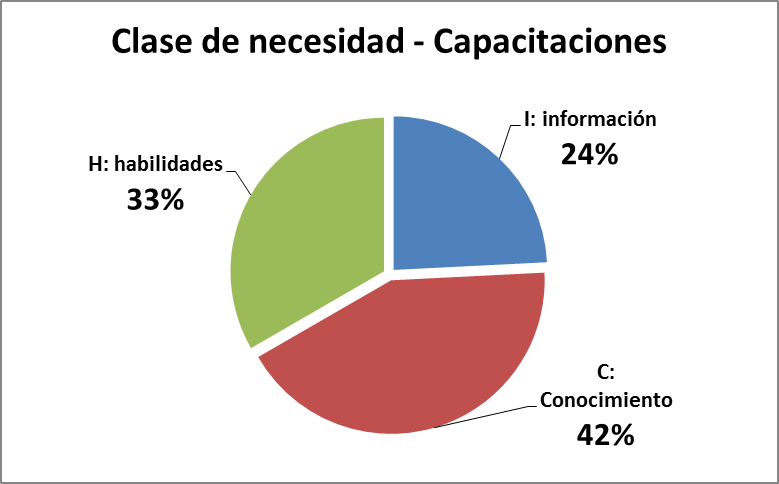 Clase de necesidad - Capacitaciones
I: información
24%
H: habilidades
33%
C:
Conocimiento
42%